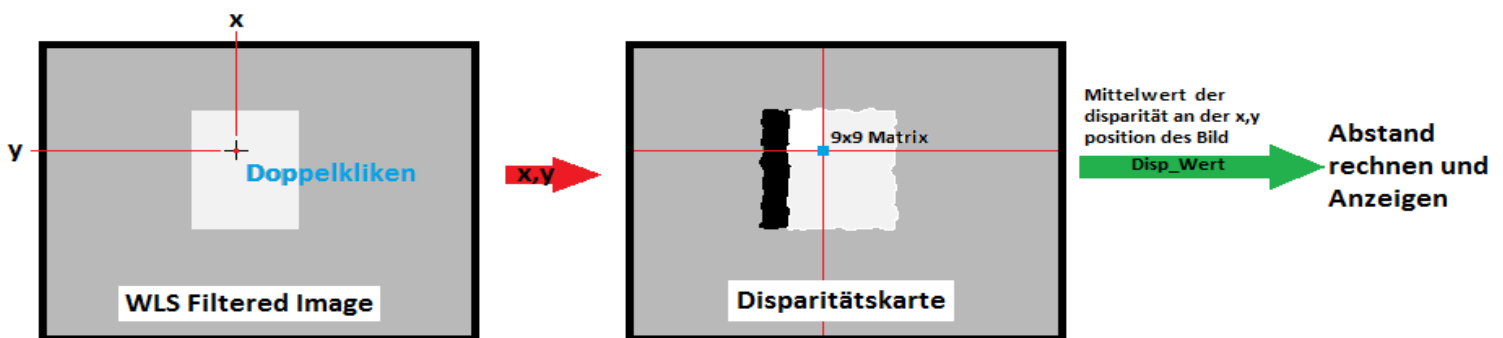 x
y
Doppelkliken
WLS Filtered Image
x,y
9x9 Matrix
Disparitätskarte
Mittelwert der
disparität an der x,y
position des Bild
Disp_Wert
Abstand
rechnen und
Anzeigen